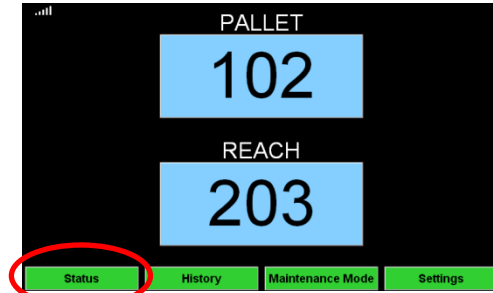 PALLET
102
REACH
203
Status History Maintenance Mode Settings